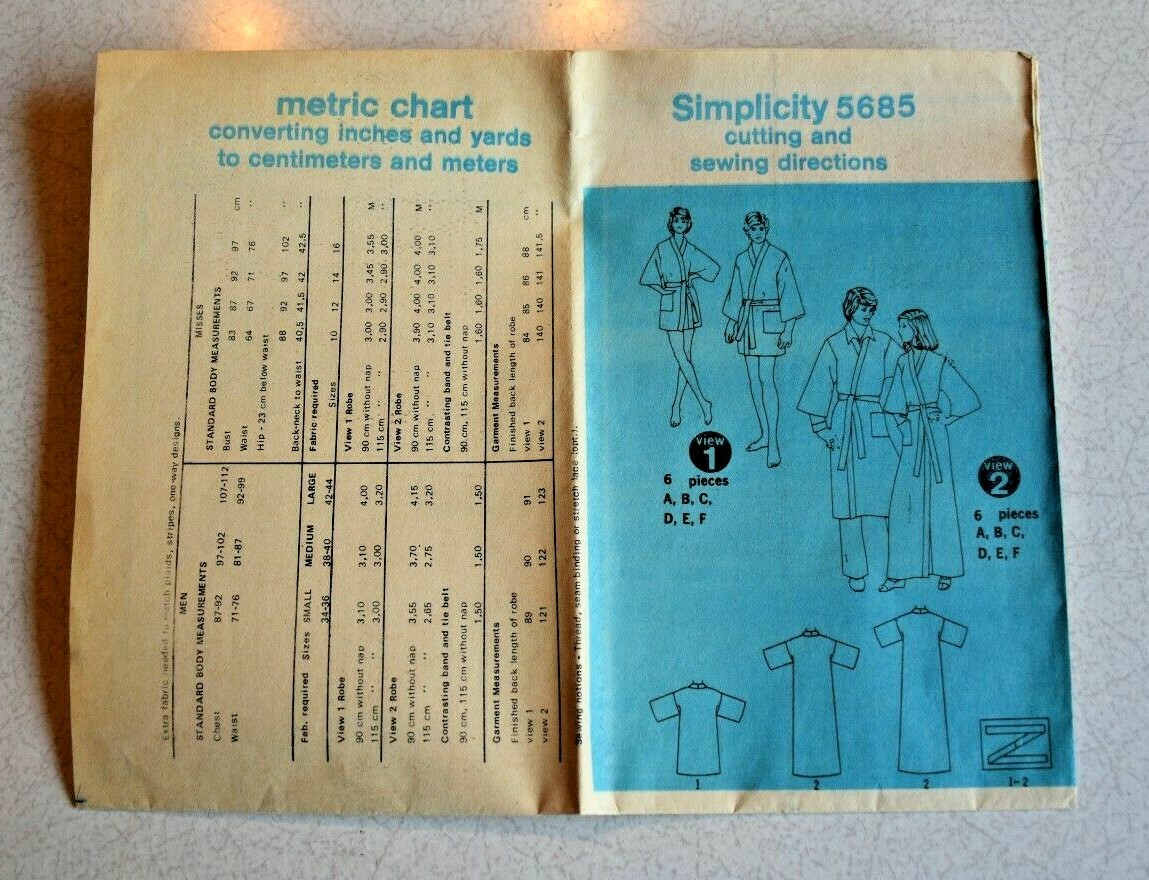 metric chart
converting inches and yards
to centimeters and meters
Extra fabric needed to match plaids, stripes, one-way designs.
MISSES
STANDARD BODY MEASUREMENTS
Bust 83 87 92 97 cm
Waist 64 67 71 76 "
Hip - 23 cm below waist
88 92 97 102 "
Back-neck to waist 40,5 41,5 42 42,5 "
Fabric required
Sizes 10 12 14 16
View 1 Robe
90 cm without nap 3,00 3,00 3,45 3,55 M
115 cm " " 2,90 2,90 2,90 3,00 "
View 2 Robe
90 cm without nap 3,90 4,00 4,00 4,00 M
115 cm " " 3,10 3,10 3,10 3,10 "
Contrasting band and tie belt
90 cm, 115 cm without nap
1,60 1,60 1,60 1,75 M
Garment Measurements
Finished back length of robe
view 1 84 85 86 88 cm
view 2 140 140 141 141,5 "
MEN
STANDARD BODY MEASUREMENTS
Chest 87-92 97-102 107-112
Waist 71-76 81-87 92-99
Fab. required Sizes SMALL MEDIUM LARGE
34-36 38-40 42-44
View 1 Robe
90 cm without nap 3,10 3,10 4,00
115 cm " " 3,00 3,00 3,20
View 2 Robe
90 cm without nap 3,55 3,70 4,15
115 cm " " 2,65 2,75 3,20
Contrasting band and tie belt
90 cm, 115 cm without nap
1,50 1,50 1,50
Garment Measurements
Finished back length of robe
view 1 89 90 91
view 2 121 122 123
Sewing notions • Thread, seam binding or stretch lace (opt.).
Simplicity 5685
cutting and
sewing directions
view
1
6 pieces
A, B, C,
D, E, F
view
2
6 pieces
A, B, C,
D, E, F
1
2
2
1-2